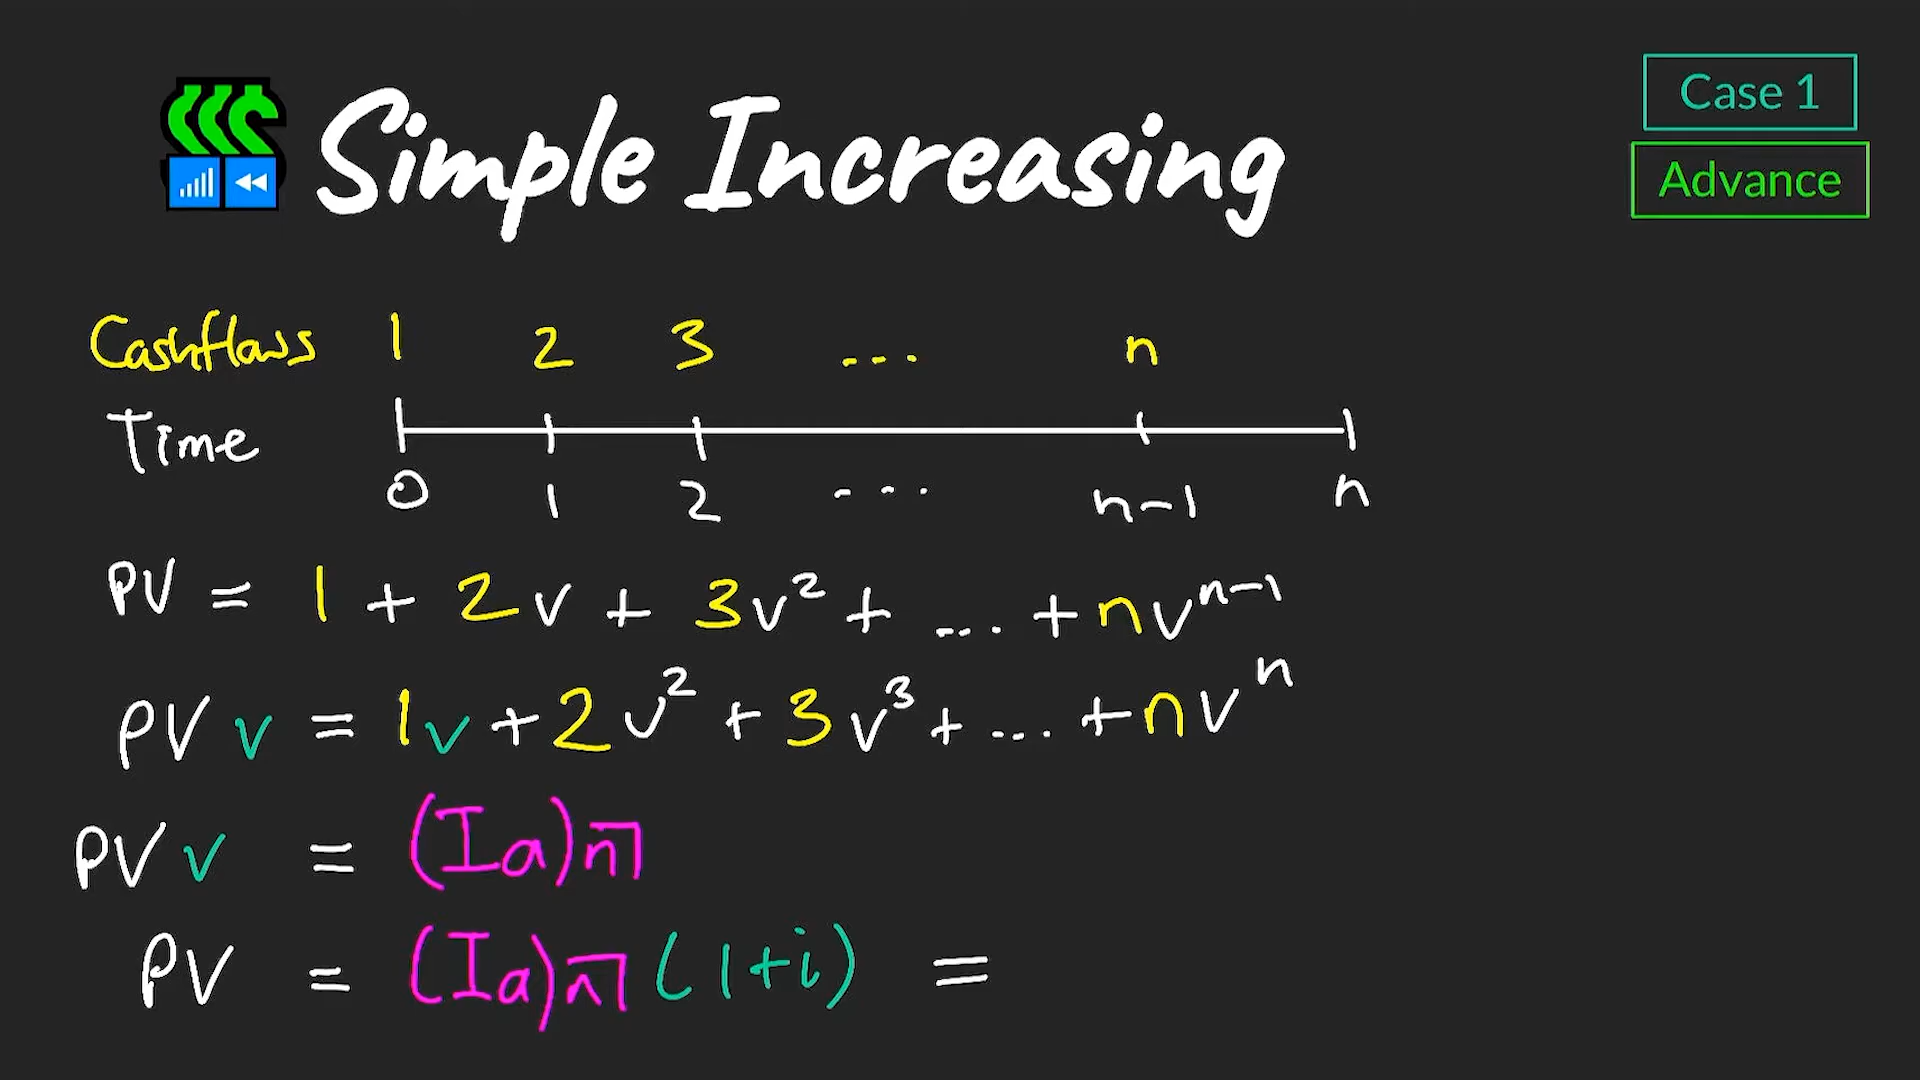 Simple Increasing
Case 1
Advance
Cashflows 1 2 3 ... n
Time
0 1 2 ... n-1 n
PV = 1 + 2v + 3v² + ... + nvⁿ⁻¹
PV v = 1v + 2v² + 3v³ + ... + nvⁿ
PV v = (Ia)n̅|
PV = (Ia)n̅| (1+i) =